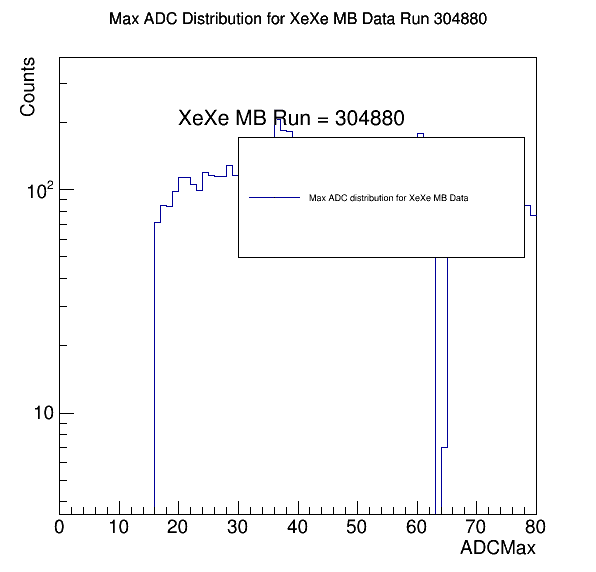 Max ADC Distribution for XeXe MB Data Run 304880
Counts
XeXe MB Run = 304880
Max ADC distribution for XeXe MB Data
10²
10
0 10 20 30 40 50 60 70 80
ADCMax